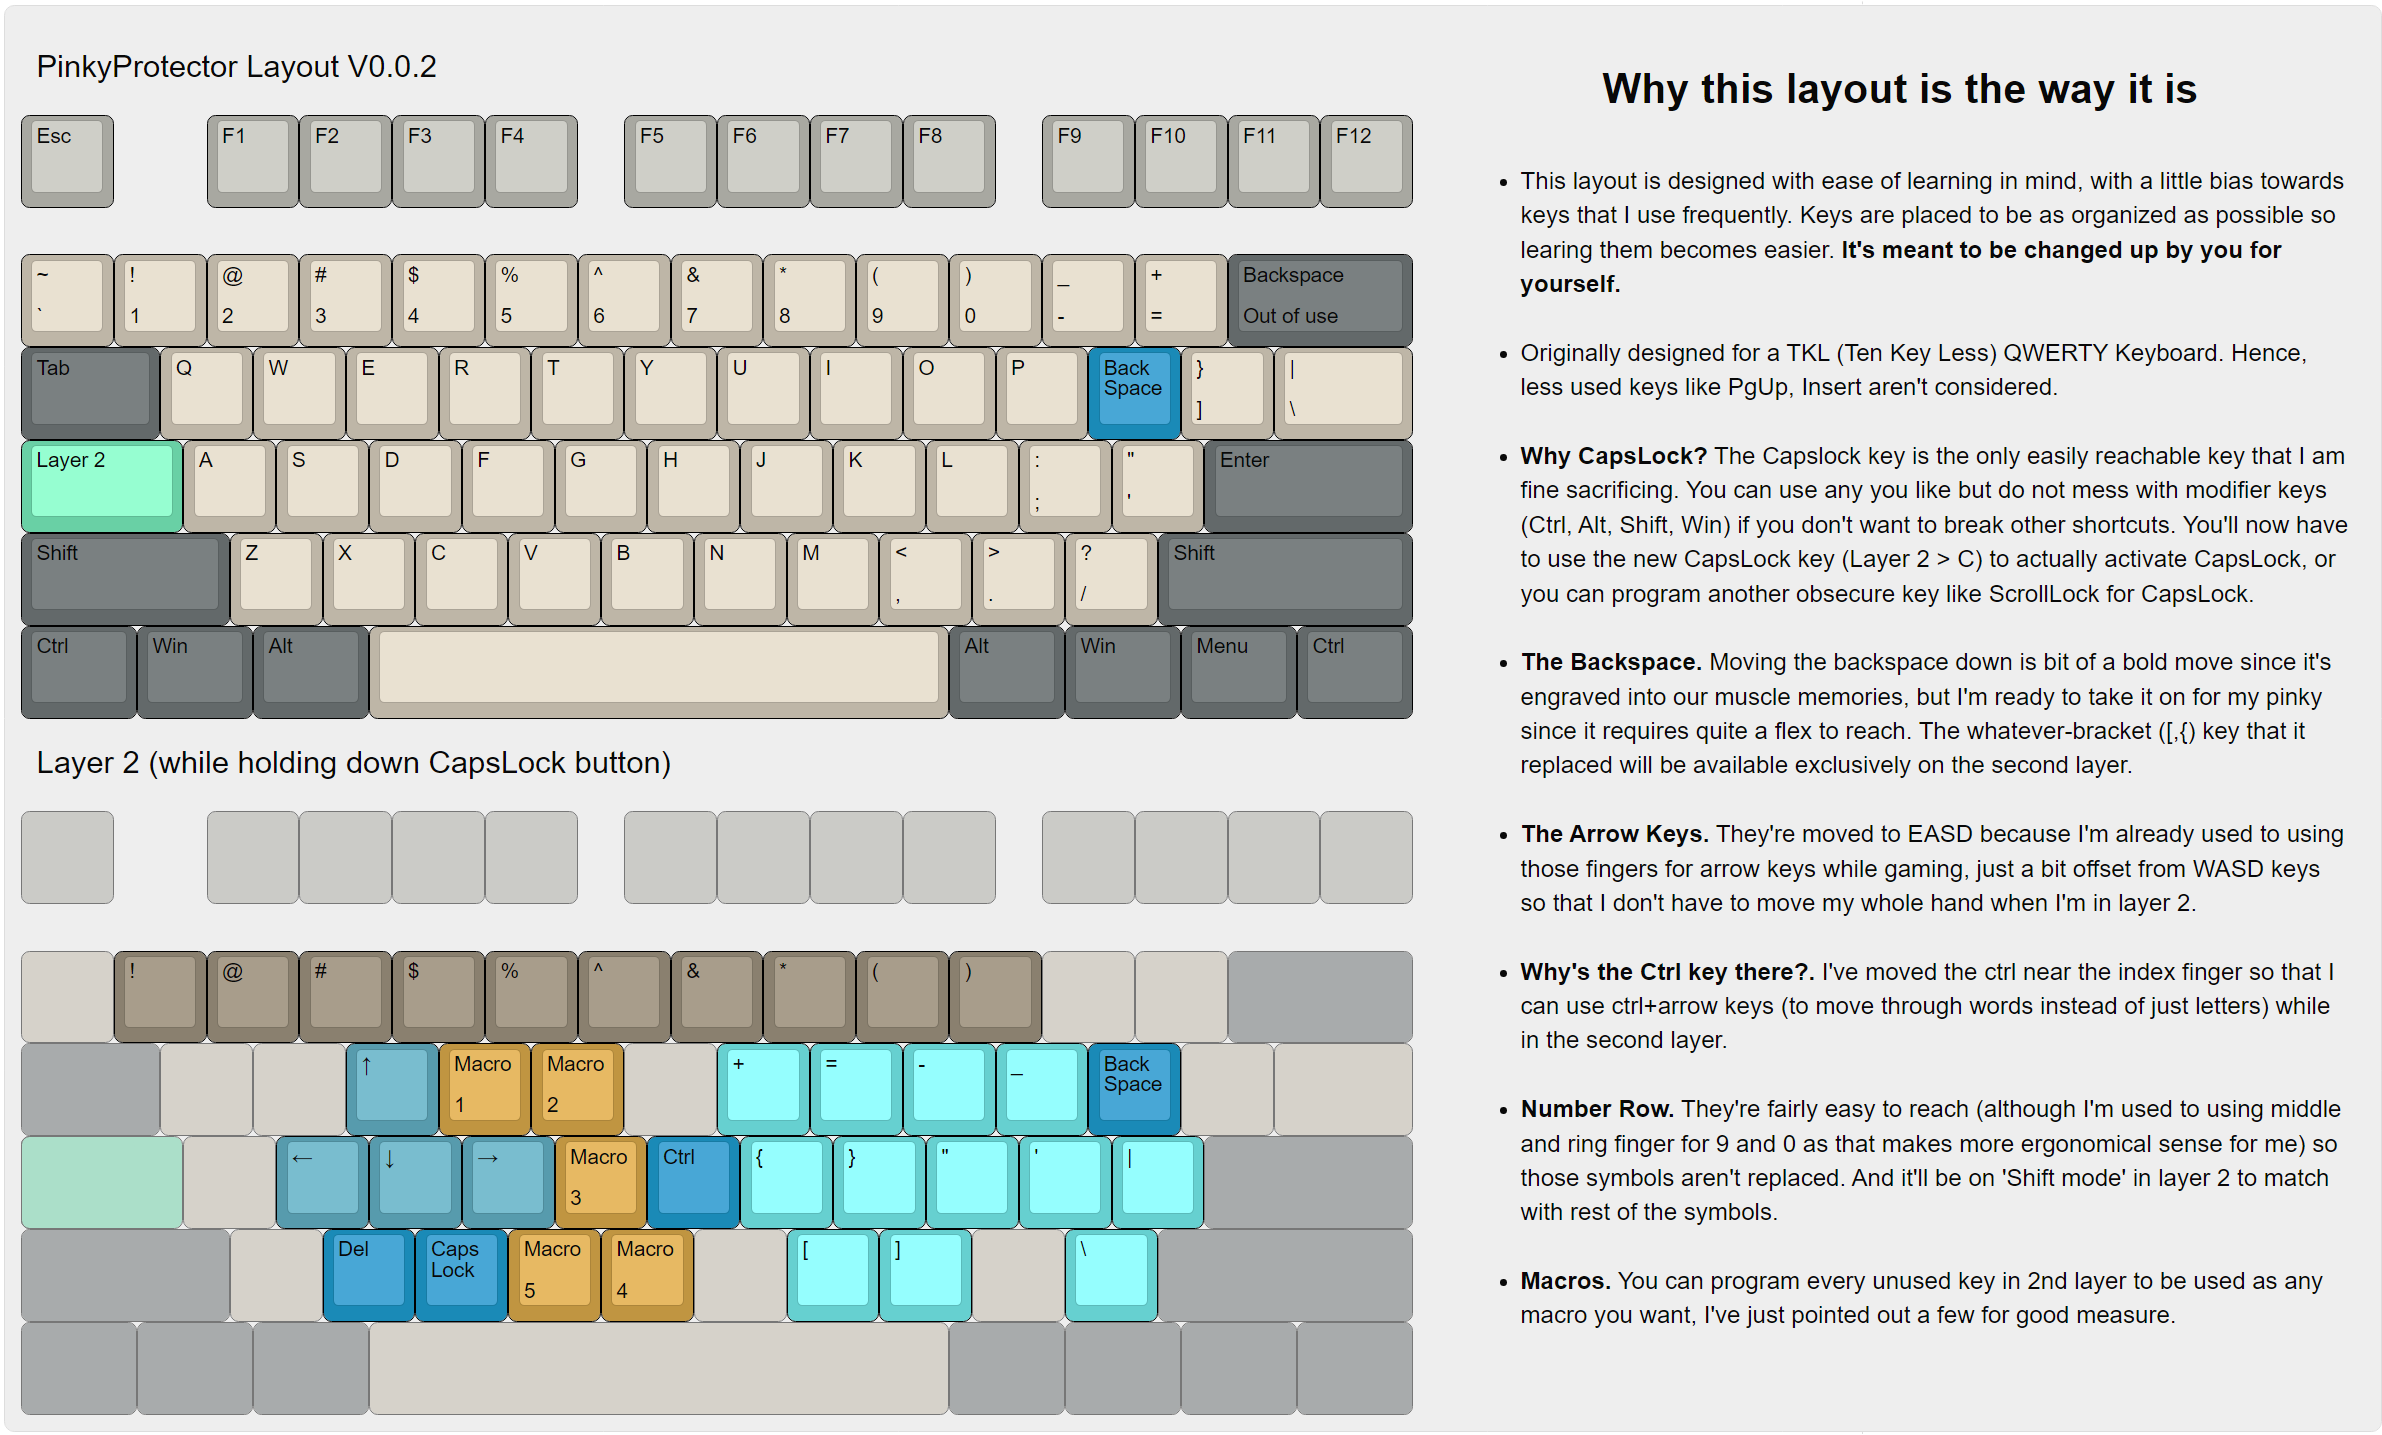 PinkyProtector Layout V0.0.2
Esc F1 F2 F3 F4 F5 F6 F7 F8 F9 F10 F11 F12
~ ! @ # $ % ^ & * ( ) _ + Backspace
` 1 2 3 4 5 6 7 8 9 0 - = Out of use
Tab Q W E R T Y U I O P Back } |
Space ] \
Layer 2 A S D F G H J K L : " Enter
; '
Shift Z X C V B N M < > ? Shift
, . /
Ctrl Win Alt Alt Win Menu Ctrl
Layer 2 (while holding down CapsLock button)
! @ # $ % ^ & * ( )
↑ Macro Macro + = - _ Back
Space
1 2
← ↓ → Macro Ctrl { } " ' |
3
Del Caps Macro Macro [ ] \
Lock
5 4
Why this layout is the way it is
• This layout is designed with ease of learning in mind, with a little bias towards
keys that I use frequently. Keys are placed to be as organized as possible so
learing them becomes easier. It's meant to be changed up by you for
yourself.
• Originally designed for a TKL (Ten Key Less) QWERTY Keyboard. Hence,
less used keys like PgUp, Insert aren't considered.
• Why CapsLock? The Capslock key is the only easily reachable key that I am
fine sacrificing. You can use any you like but do not mess with modifier keys
(Ctrl, Alt, Shift, Win) if you don't want to break other shortcuts. You'll now have
to use the new CapsLock key (Layer 2 > C) to actually activate CapsLock, or
you can program another obsecure key like ScrollLock for CapsLock.
• The Backspace. Moving the backspace down is bit of a bold move since it's
engraved into our muscle memories, but I'm ready to take it on for my pinky
since it requires quite a flex to reach. The whatever-bracket ([,{) key that it
replaced will be available exclusively on the second layer.
• The Arrow Keys. They're moved to EASD because I'm already used to using
those fingers for arrow keys while gaming, just a bit offset from WASD keys
so that I don't have to move my whole hand when I'm in layer 2.
• Why's the Ctrl key there?. I've moved the ctrl near the index finger so that I
can use ctrl+arrow keys (to move through words instead of just letters) while
in the second layer.
• Number Row. They're fairly easy to reach (although I'm used to using middle
and ring finger for 9 and 0 as that makes more ergonomical sense for me) so
those symbols aren't replaced. And it'll be on 'Shift mode' in layer 2 to match
with rest of the symbols.
• Macros. You can program every unused key in 2nd layer to be used as any
macro you want, I've just pointed out a few for good measure.